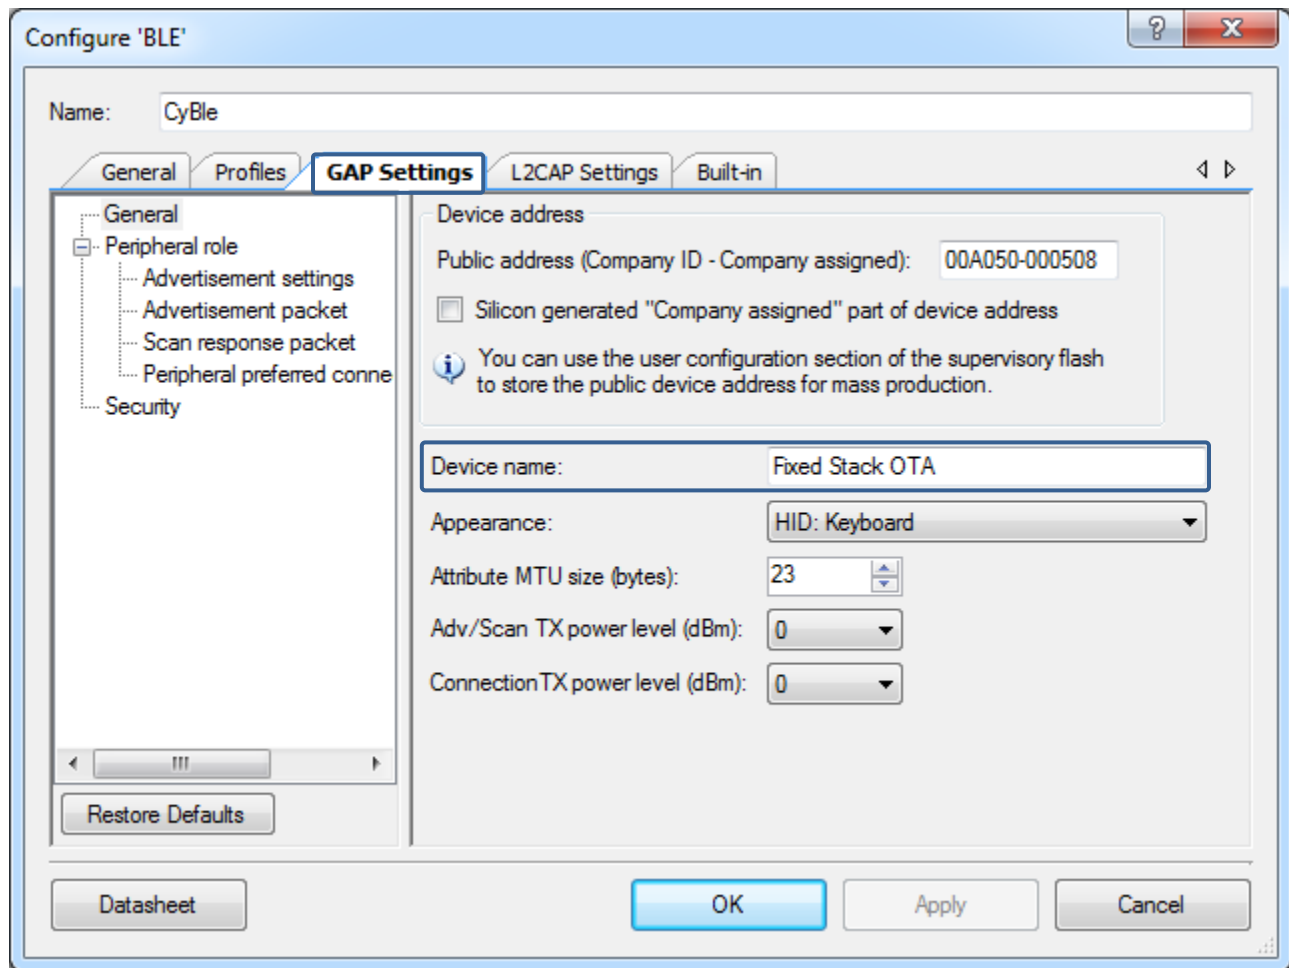 Configure 'BLE'
Name: CyBle
General Profiles GAP Settings L2CAP Settings Built-in
General
Peripheral role
Advertisement settings
Advertisement packet
Scan response packet
Peripheral preferred conne
Security
Restore Defaults
Device address
Public address (Company ID - Company assigned): 00A050-000508
Silicon generated "Company assigned" part of device address
You can use the user configuration section of the supervisory flash
to store the public device address for mass production.
Device name: Fixed Stack OTA
Appearance: HID: Keyboard
Attribute MTU size (bytes): 23
Adv/Scan TX power level (dBm): 0
Connection TX power level (dBm): 0
Datasheet OK Apply Cancel